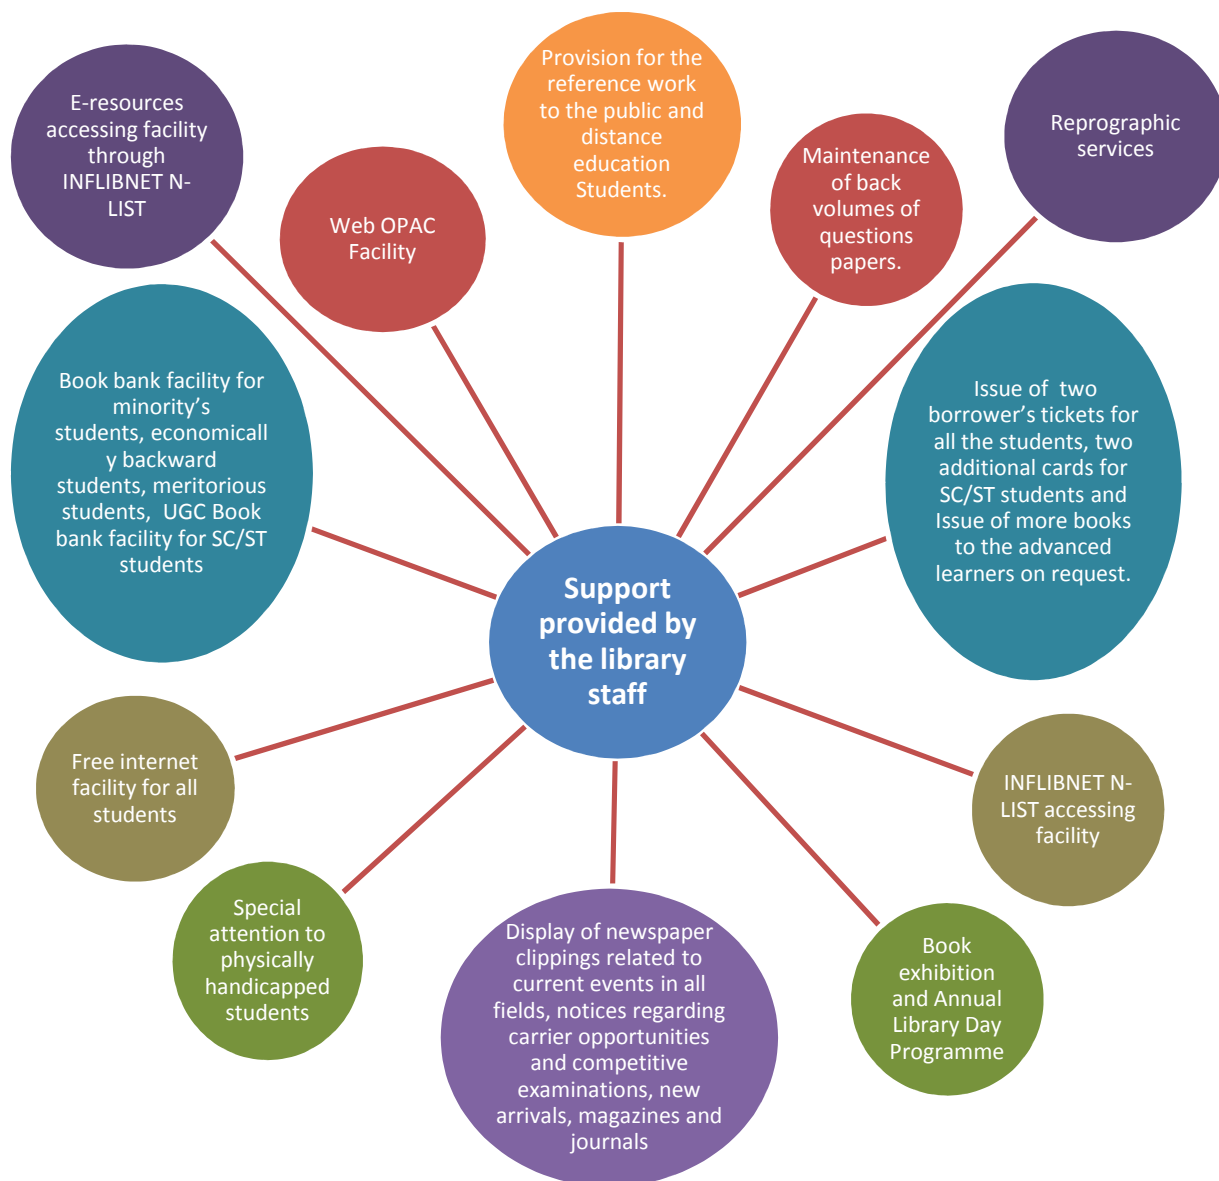 Provision for the
reference work
to the public and
distance
education
Students.
E-resources
accessing facility
through
INFLIBNET N-
LIST
Reprographic
services
Maintenance
of back
volumes of
questions
papers.
Web OPAC
Facility
Book bank facility for
minority’s
students, economicall
y backward
students, meritorious
students,  UGC Book
bank facility for SC/ST
students
Issue of  two
borrower’s tickets for
all the students, two
additional cards for
SC/ST students and
Issue of more books
to the advanced
learners on request.
Support
provided by
the library
staff
Free internet
facility for all
students
INFLIBNET N-
LIST accessing
facility
Special
attention to
physically
handicapped
students
Display of newspaper
clippings related to
current events in all
fields, notices regarding
carrier opportunities
and competitive
examinations, new
arrivals, magazines and
journals
Book
exhibition
and Annual
Library Day
Programme